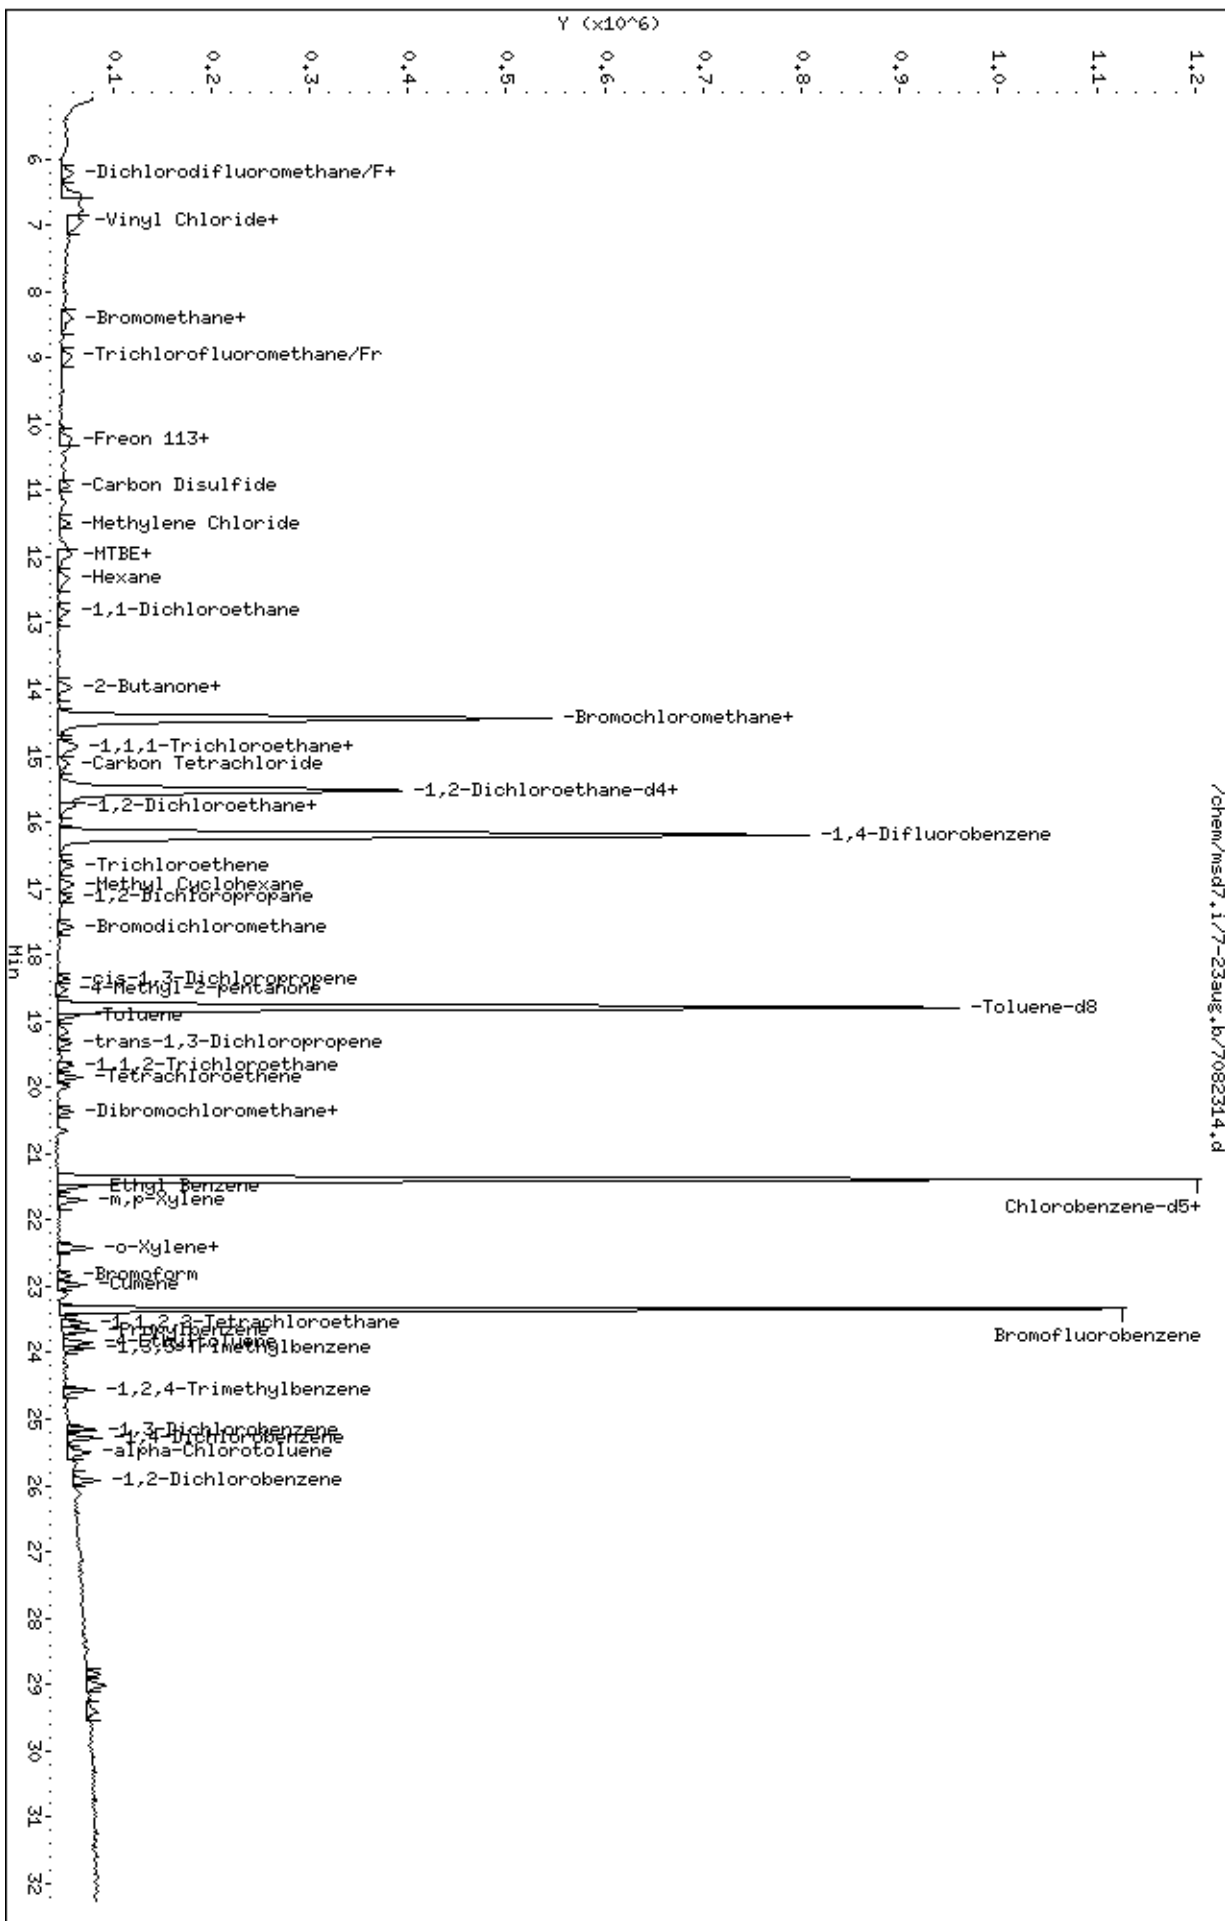 Y (x10^6)
0.1
0.2
0.3
0.4
0.5
0.6
0.7
0.8
0.9
1.0
1.1
1.2
/chem/msd7.i/7-23aug.b/7082314.d
-Dichlorodifluoromethane/F+
-Vinyl Chloride+
-Bromomethane+
-Trichlorofluoromethane/Fr
-Freon 113+
-Carbon Disulfide
-Methylene Chloride
-MTBE+
-Hexane
-1,1-Dichloroethane
-2-Butanone+
-Bromochloromethane+
-1,1,1-Trichloroethane+
-Carbon Tetrachloride
-1,2-Dichloroethane-d4+
-1,2-Dichloroethane+
-1,4-Difluorobenzene
-Trichloroethene
-Methyl Cyclohexane
-1,2-Dichloropropane
-Bromodichloromethane
-cis-1,3-Dichloropropene
-4-Methyl-2-pentanone
-Toluene-d8
-Toluene
-trans-1,3-Dichloropropene
-1,1,2-Trichloroethane
-Tetrachloroethene
-Dibromochloromethane+
Chlorobenzene-d5+
-Ethyl Benzene
-m,p-Xylene
-o-Xylene+
-Bromoform
-Cumene
Bromofluorobenzene
-1,1,2,2-Tetrachloroethane
-Propylbenzene
-4-Ethyltoluene
-1,3,5-Trimethylbenzene
-1,2,4-Trimethylbenzene
-1,3-Dichlorobenzene
-1,4-Dichlorobenzene
-alpha-Chlorotoluene
-1,2-Dichlorobenzene
6
7
8
9
10
11
12
13
14
15
16
17
18
19
20
21
22
23
24
25
26
27
28
29
30
31
32
Min